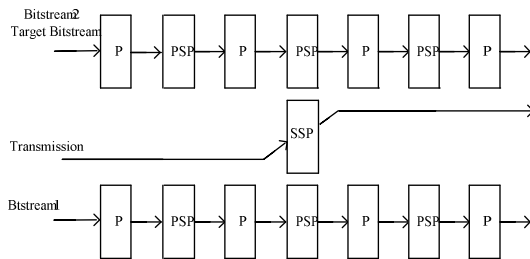 Bitstream2
Target Bitstream
P PSP P PSP P PSP P
SSP
Transmission
Btstream1
P PSP P PSP P PSP P